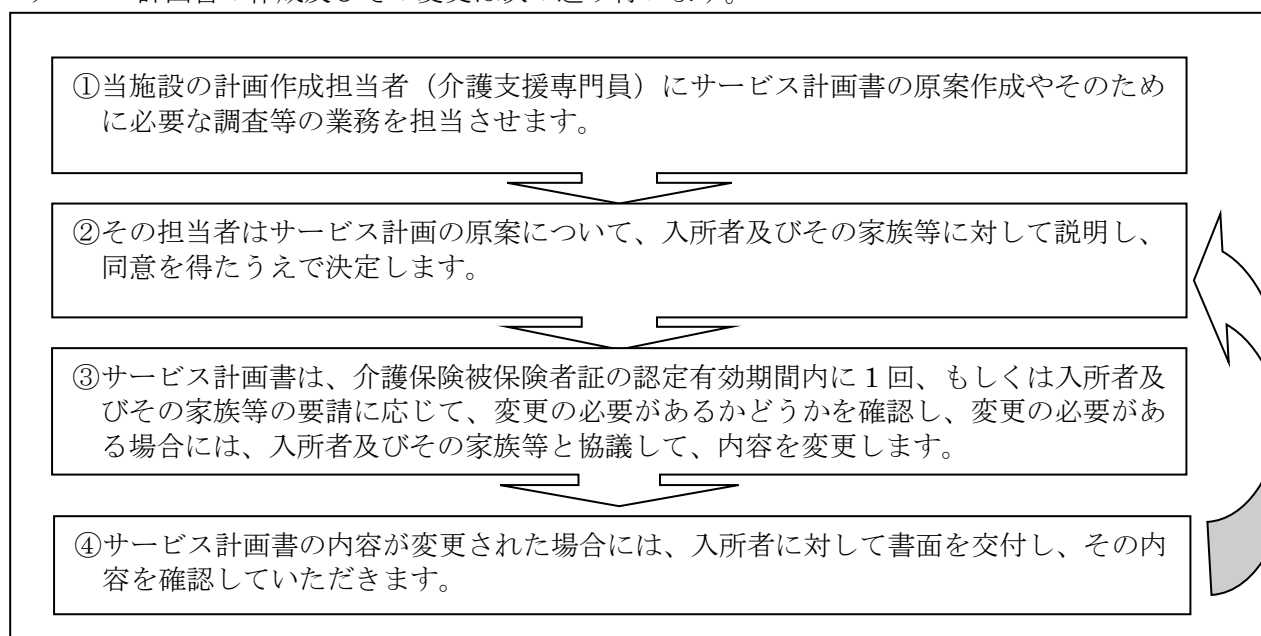 ①当施設の計画作成担当者（介護支援専門員）にサービス計画書の原案作成やそのため
に必要な調査等の業務を担当させます。
②その担当者はサービス計画の原案について、入所者及びその家族等に対して説明し、
同意を得たうえで決定します。
③サービス計画書は、介護保険被保険者証の認定有効期間内に1回、もしくは入所者及
びその家族等の要請に応じて、変更の必要があるかどうかを確認し、変更の必要があ
る場合には、入所者及びその家族等と協議して、内容を変更します。
④サービス計画書の内容が変更された場合には、入所者に対して書面を交付し、その内
容を確認していただきます。